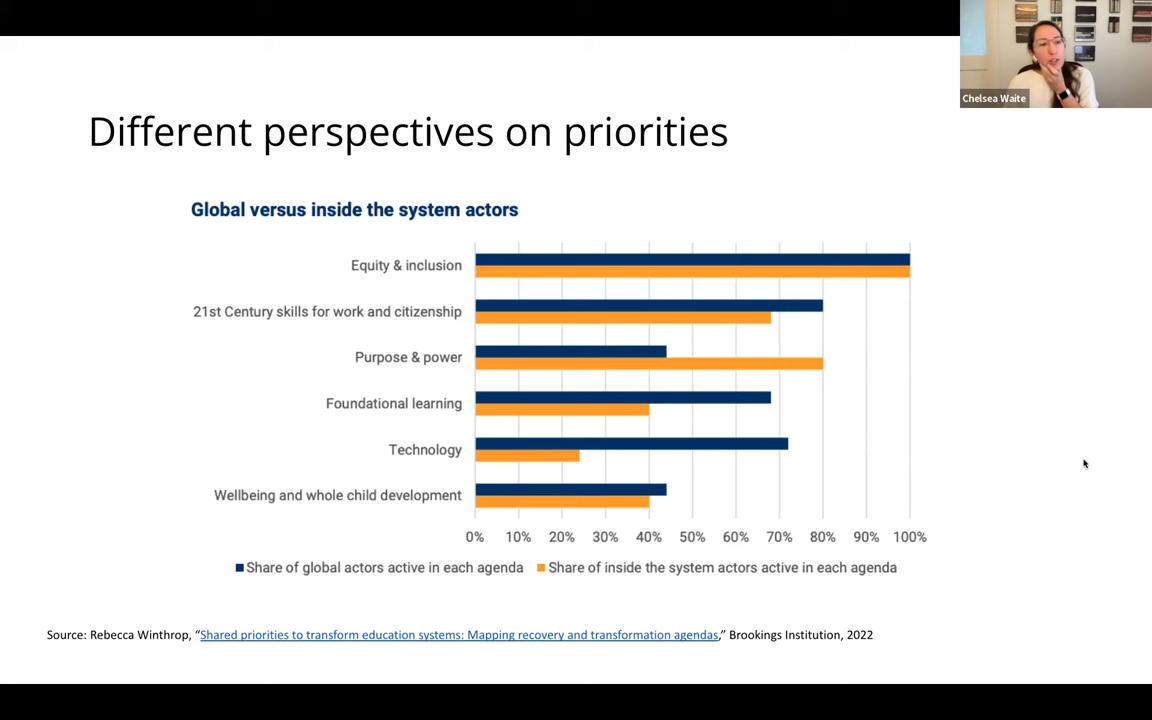 Chelsea Waite
Different perspectives on priorities
Global versus inside the system actors
Equity & inclusion
21st Century skills for work and citizenship
Purpose & power
Foundational learning
Technology
Wellbeing and whole child development
0% 10% 20% 30% 40% 50% 60% 70% 80% 90% 100%
Share of global actors active in each agenda Share of inside the system actors active in each agenda
Source: Rebecca Winthrop, “Shared priorities to transform education systems: Mapping recovery and transformation agendas,” Brookings Institution, 2022